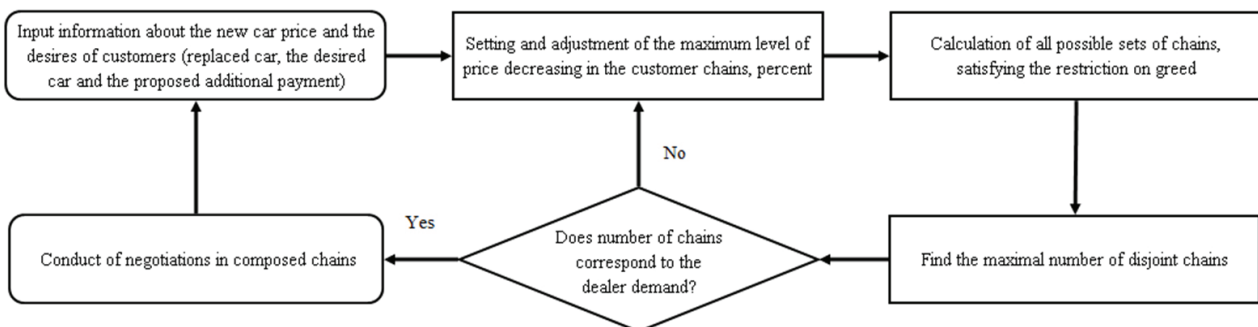 Input information about the new car price and the
desires of customers (replaced car, the desired
car and the proposed additional payment)
Setting and adjustment of the maximum level of
price decreasing in the customer chains, percent
Calculation of all possible sets of chains,
satisfying the restriction on greed
No
Yes
Conduct of negotiations in composed chains
Does number of chains
correspond to the
dealer demand?
Find the maximal number of disjoint chains